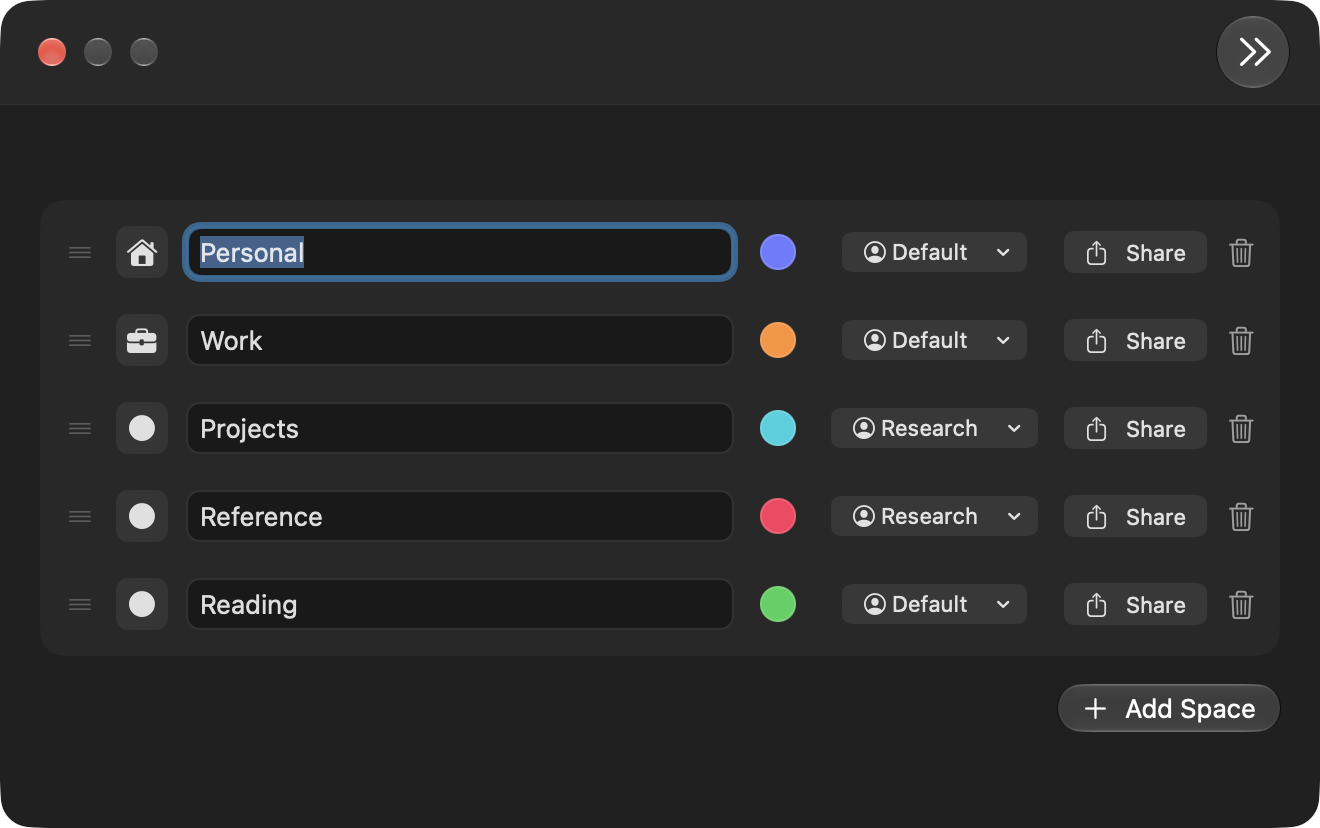 Personal Default Share
Work Default Share
Projects Research Share
Reference Research Share
Reading Default Share
Add Space